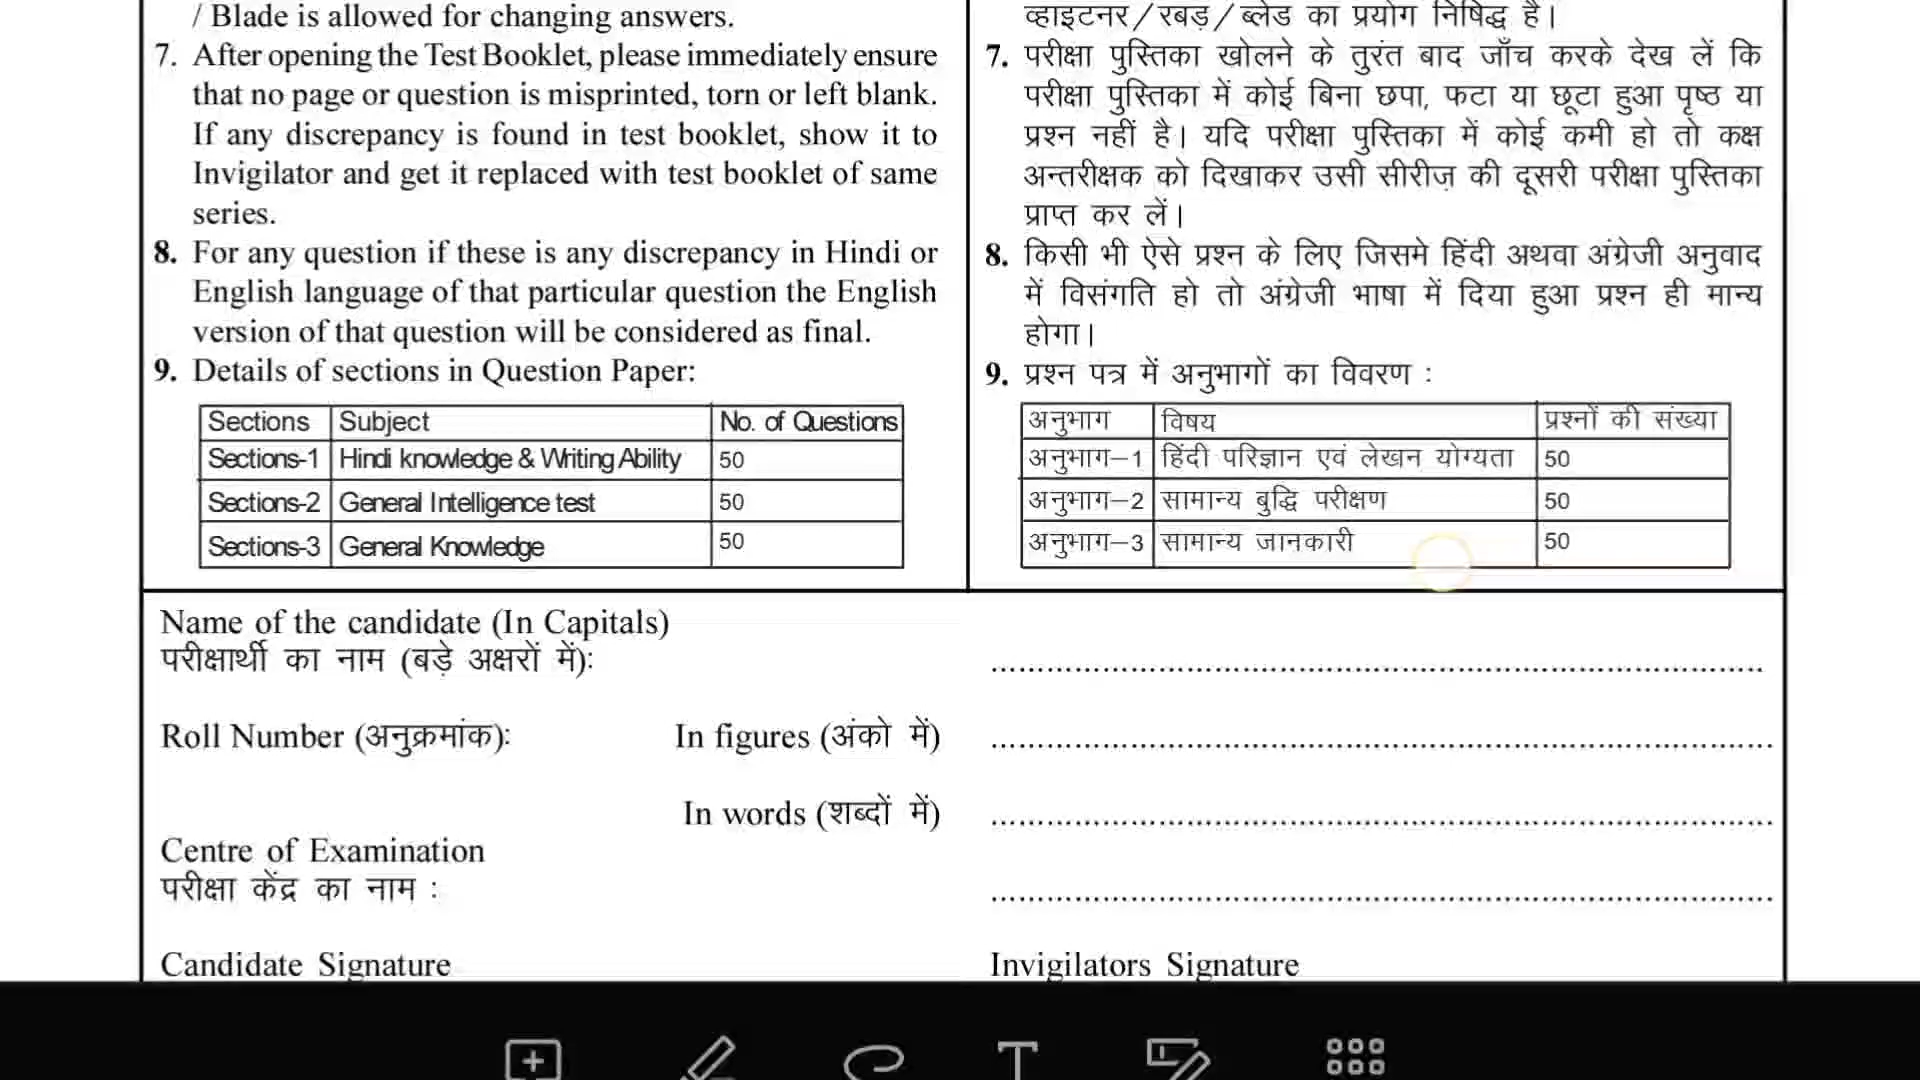 / Blade is allowed for changing answers.
7. After opening the Test Booklet, please immediately ensure
that no page or question is misprinted, torn or left blank.
If any discrepancy is found in test booklet, show it to
Invigilator and get it replaced with test booklet of same
series.
8. For any question if these is any discrepancy in Hindi or
English language of that particular question the English
version of that question will be considered as final.
9. Details of sections in Question Paper:
Sections Subject No. of Questions
Sections-1 Hindi knowledge & Writing Ability 50
Sections-2 General Intelligence test 50
Sections-3 General Knowledge 50
व्हाइटनर/रबड़/ब्लेड का प्रयोग निषिद्ध है।
7. परीक्षा पुस्तिका खोलने के तुरंत बाद जाँच करके देख लें कि
परीक्षा पुस्तिका में कोई बिना छपा, फटा या छूटा हुआ पृष्ठ या
प्रश्न नहीं है। यदि परीक्षा पुस्तिका में कोई कमी हो तो कक्ष
अन्तरीक्षक को दिखाकर उसी सीरीज़ की दूसरी परीक्षा पुस्तिका
प्राप्त कर लें।
8. किसी भी ऐसे प्रश्न के लिए जिसमे हिंदी अथवा अंग्रेजी अनुवाद
में विसंगति हो तो अंग्रेजी भाषा में दिया हुआ प्रश्न ही मान्य
होगा।
9. प्रश्न पत्र में अनुभागों का विवरण :
अनुभाग विषय प्रश्नों की संख्या
अनुभाग–1 हिंदी परिज्ञान एवं लेखन योग्यता 50
अनुभाग–2 सामान्य बुद्धि परीक्षण 50
अनुभाग–3 सामान्य जानकारी 50
Name of the candidate (In Capitals)
परीक्षार्थी का नाम (बड़े अक्षरों में):
Roll Number (अनुक्रमांक): In figures (अंको में)
In words (शब्दों में)
Centre of Examination
परीक्षा केंद्र का नाम :
Candidate Signature Invigilators Signature